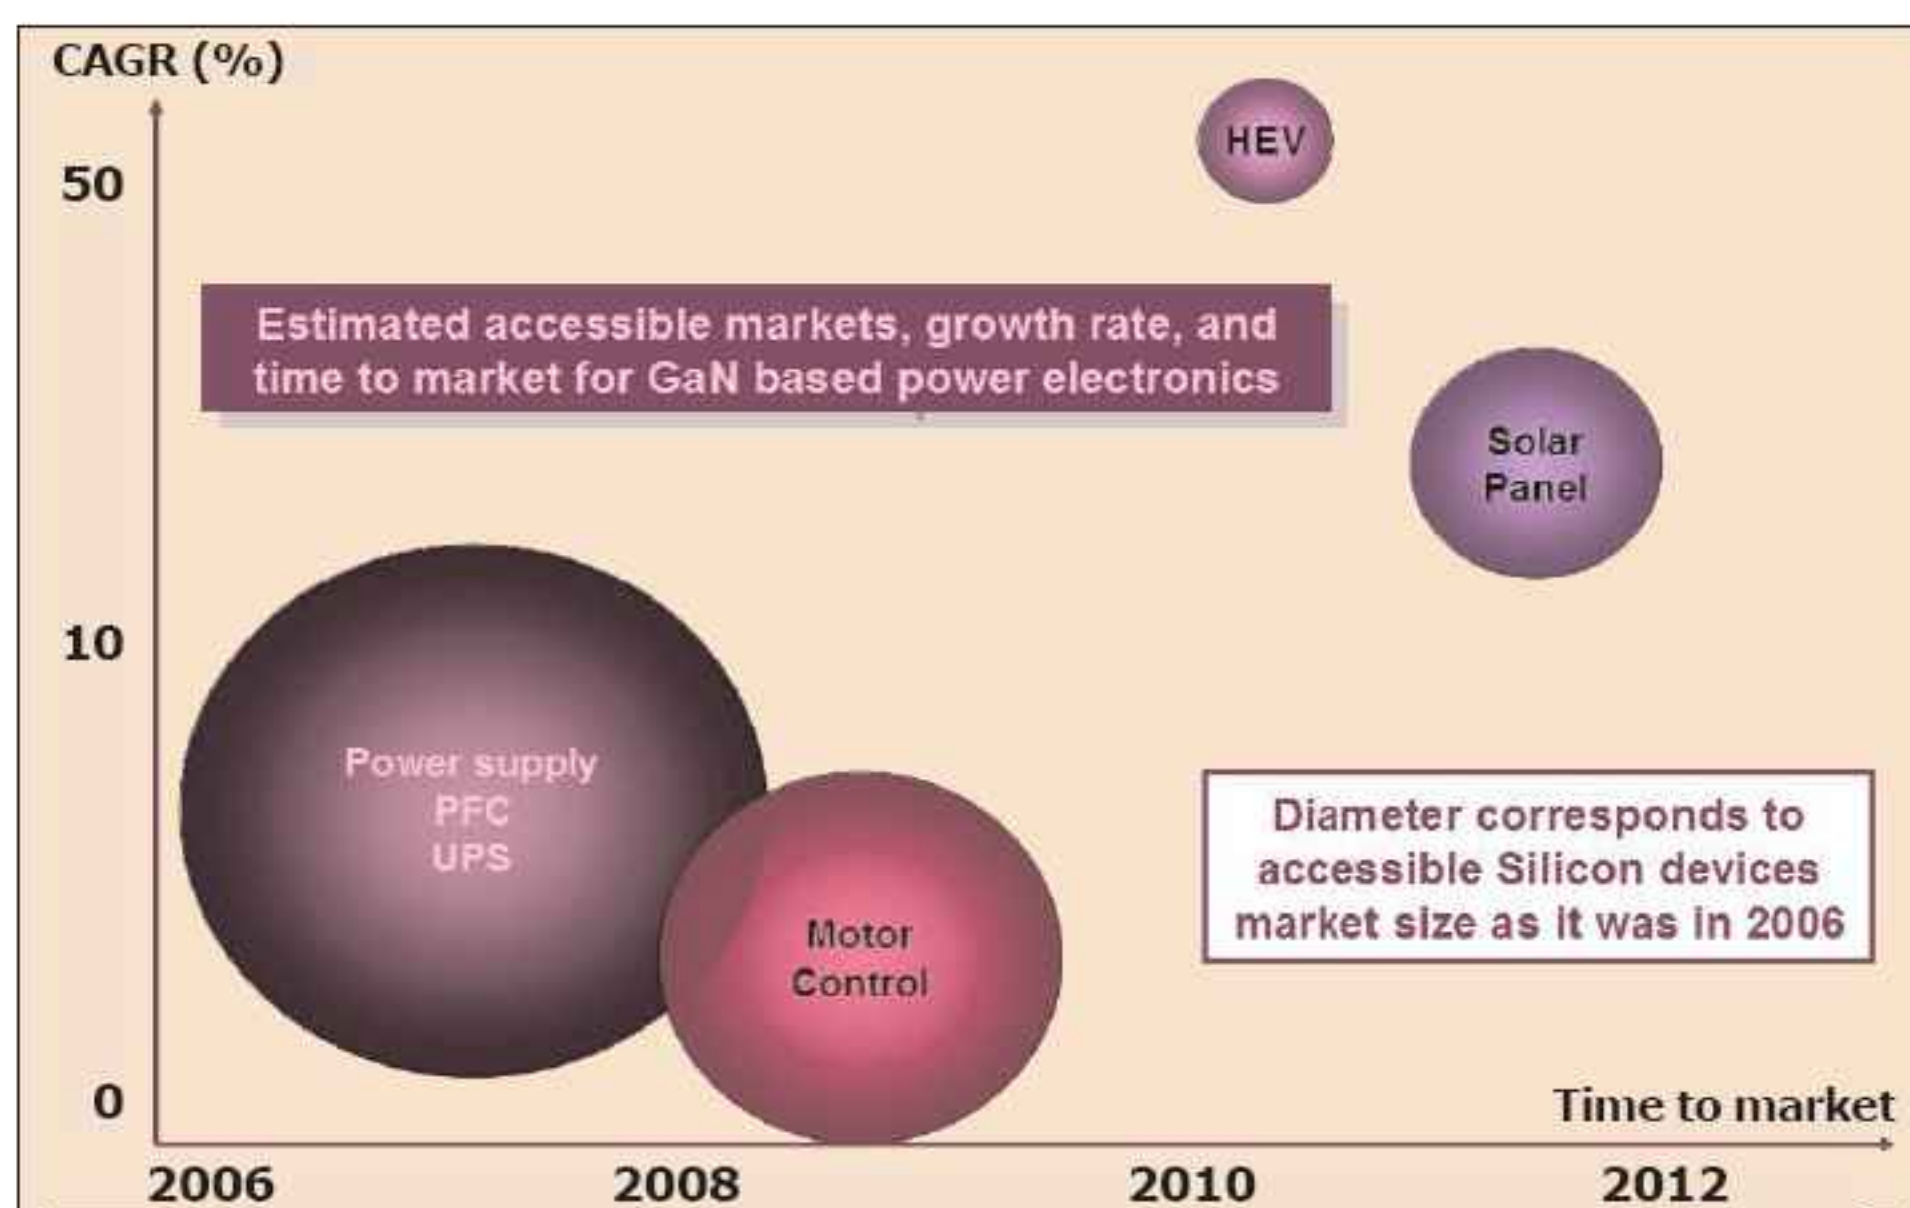 CAGR (%)
50
10
0
HEV
Estimated accessible markets, growth rate, and
time to market for GaN based power electronics
Solar
Panel
Power supply
PFC
UPS
Motor
Control
Diameter corresponds to
accessible Silicon devices
market size as it was in 2006
Time to market
2006 2008 2010 2012